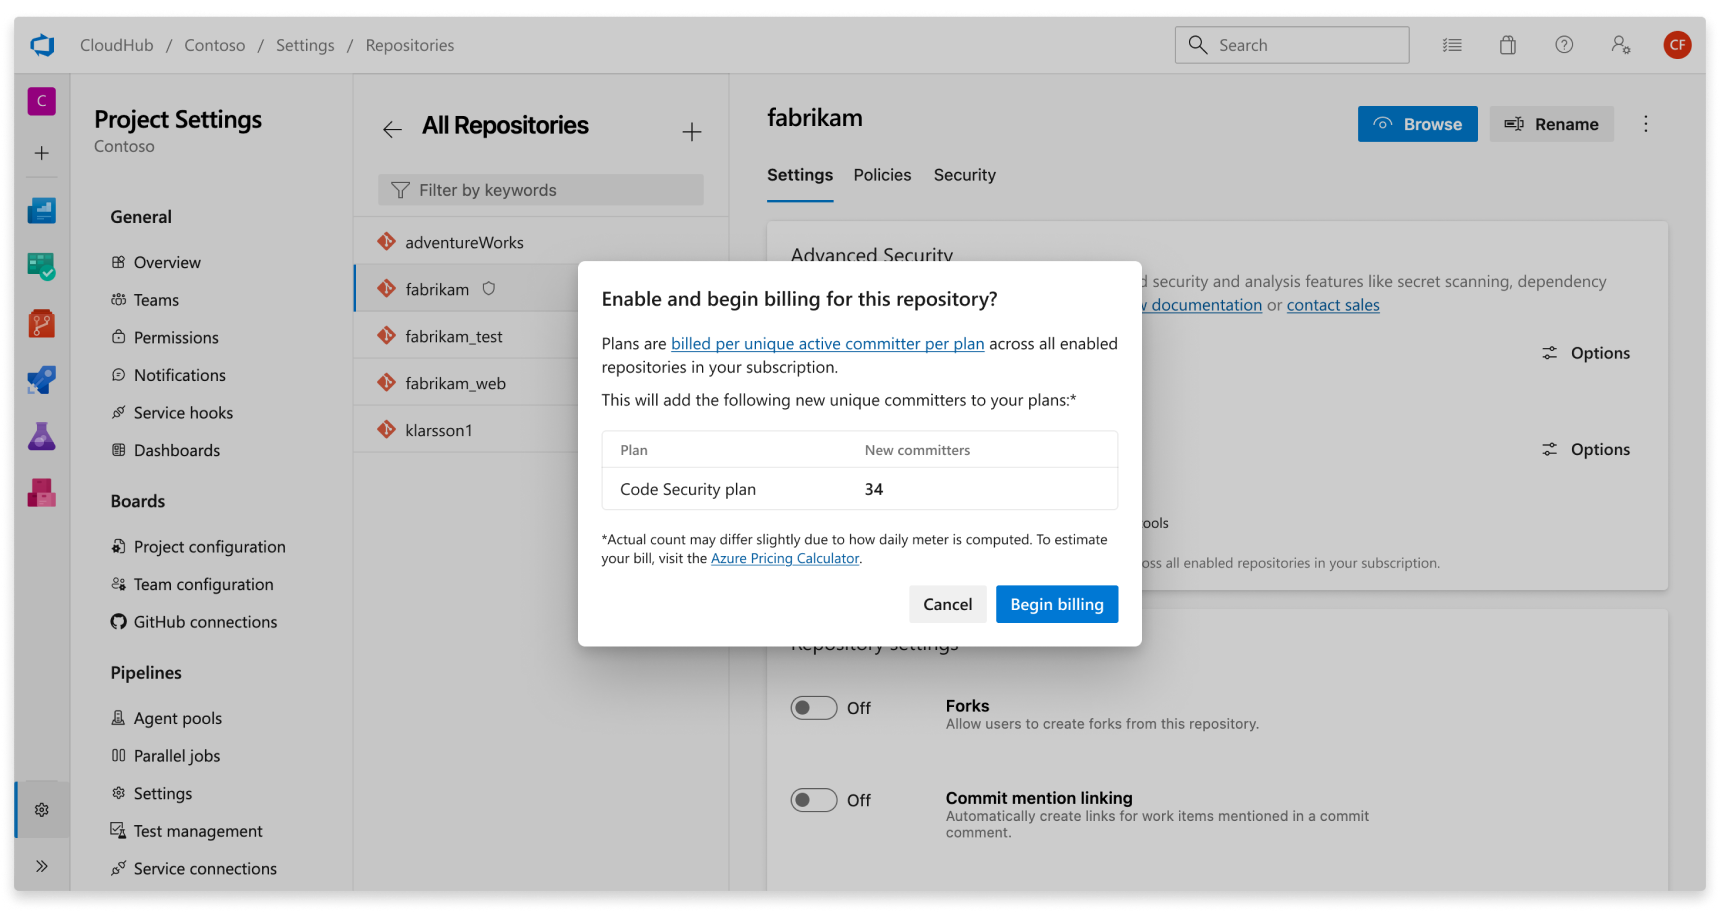 CloudHub / Contoso / Settings / Repositories
Search
CF
C
Project Settings
Contoso
General
Overview
Teams
Permissions
Notifications
Service hooks
Dashboards
Boards
Project configuration
Team configuration
GitHub connections
Pipelines
Agent pools
Parallel jobs
Settings
Test management
Service connections
All Repositories
Filter by keywords
adventureWorks
fabrikam
fabrikam_test
fabrikam_web
klarsson1
fabrikam
Browse
Rename
Settings
Policies
Security
Advanced Security
security and analysis features like secret scanning, dependency
documentation or contact sales
Options
Options
all enabled repositories in your subscription.
Enable and begin billing for this repository?
Plans are billed per unique active committer per plan across all enabled
repositories in your subscription.
This will add the following new unique committers to your plans:*
Plan New committers
Code Security plan 34
*Actual count may differ slightly due to how daily meter is computed. To estimate
your bill, visit the Azure Pricing Calculator.
Cancel
Begin billing
Repository settings
Off
Forks
Allow users to create forks from this repository.
Off
Commit mention linking
Automatically create links for work items mentioned in a commit
comment.